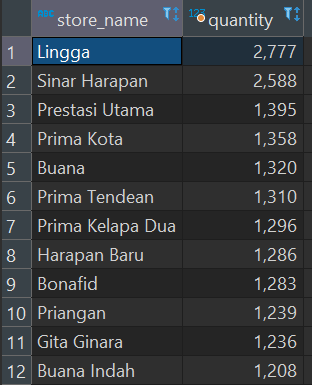 store_name quantity
1 Lingga 2,777
2 Sinar Harapan 2,588
3 Prestasi Utama 1,395
4 Prima Kota 1,358
5 Buana 1,320
6 Prima Tendean 1,310
7 Prima Kelapa Dua 1,296
8 Harapan Baru 1,286
9 Bonafid 1,283
10 Priangan 1,239
11 Gita Ginara 1,236
12 Buana Indah 1,208